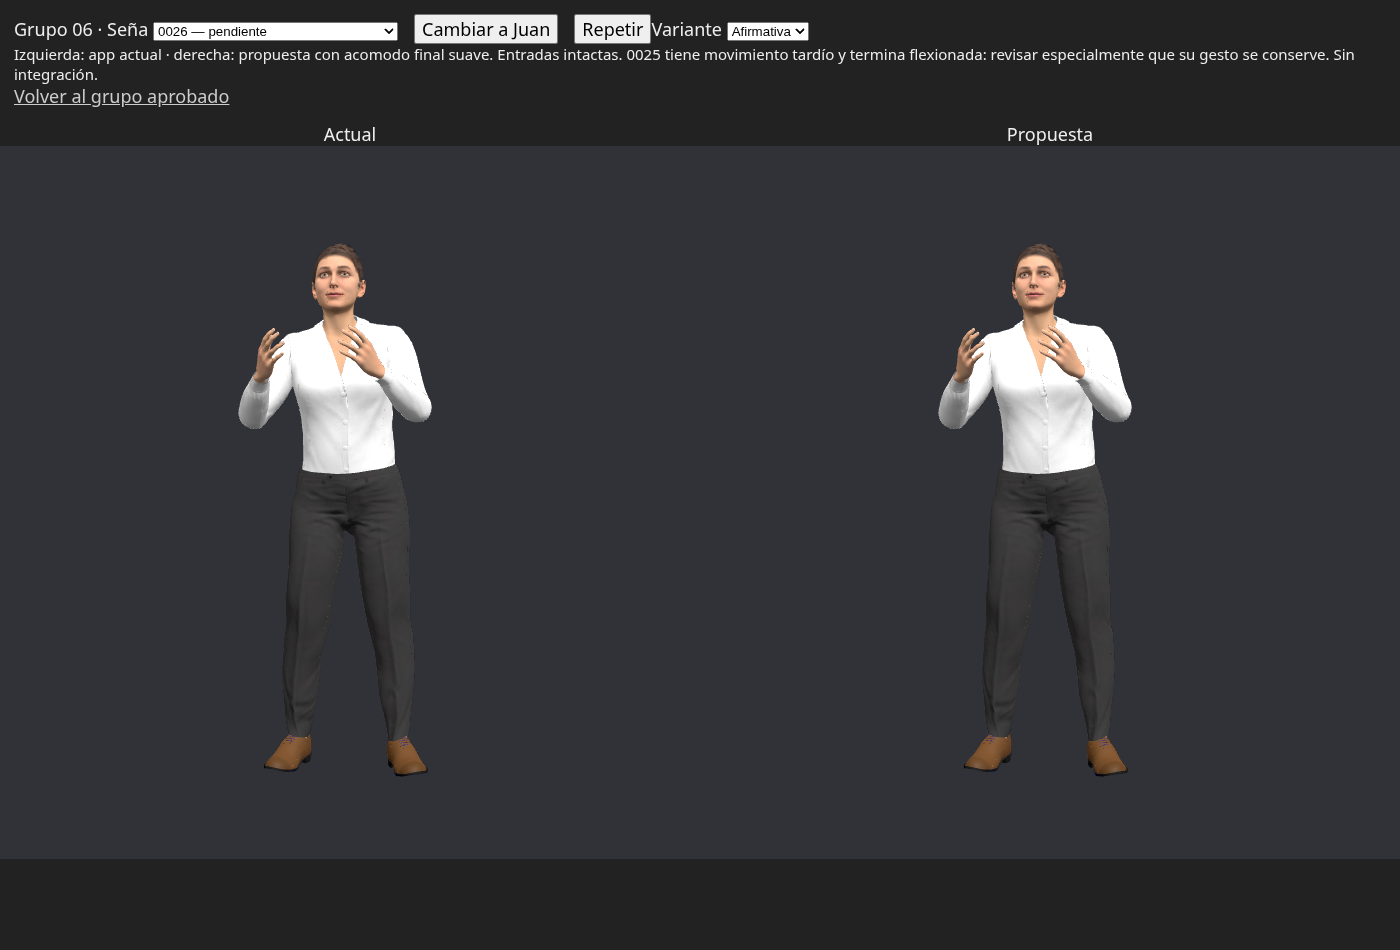 Grupo 06 · Seña 0026 — pendiente Cambiar a Juan Repetir Variante Afirmativa
Izquierda: app actual · derecha: propuesta con acomodo final suave. Entradas intactas. 0025 tiene movimiento tardío y termina flexionada: revisar especialmente que su gesto se conserve. Sin
integración.
Volver al grupo aprobado
Actual Propuesta